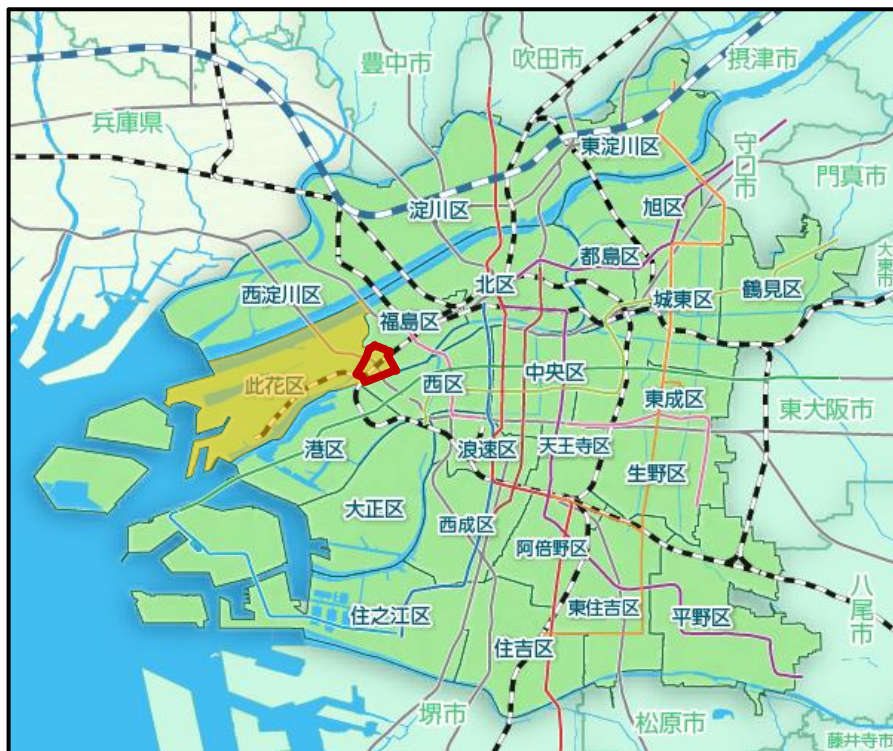 豊中市
吹田市
摂津市
兵庫県
東淀川区
守口市
門真市
淀川区
旭区
都島区
大東市
北区
西淀川区
城東区
鶴見区
福島区
此花区
西区
中央区
東成区
東大阪市
港区
浪速区
天王寺区
生野区
大正区
西成区
阿倍野区
八尾市
住之江区
東住吉区
平野区
住吉区
堺市
松原市
藤井寺市